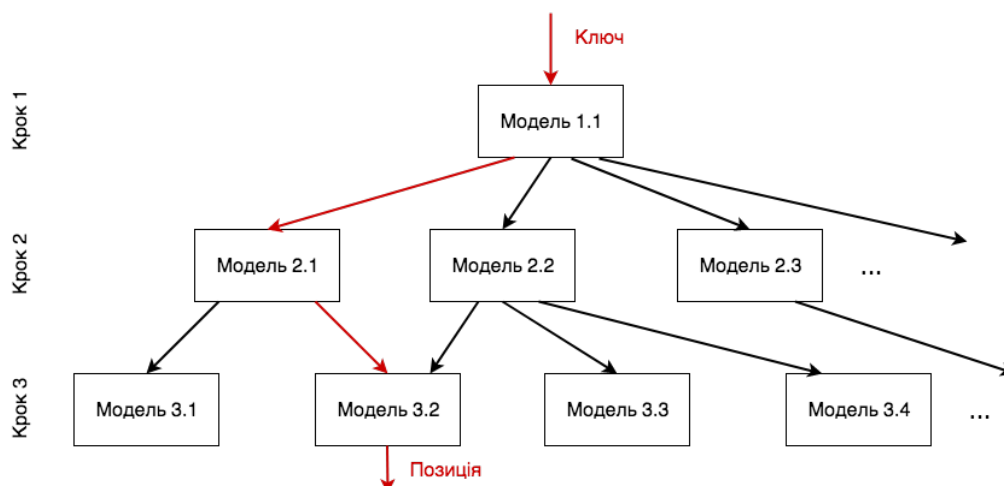 Ключ
Крок 1
Модель 1.1
Крок 2
Модель 2.1
Модель 2.2
Модель 2.3
...
Крок 3
Модель 3.1
Модель 3.2
Модель 3.3
Модель 3.4
...
Позиція